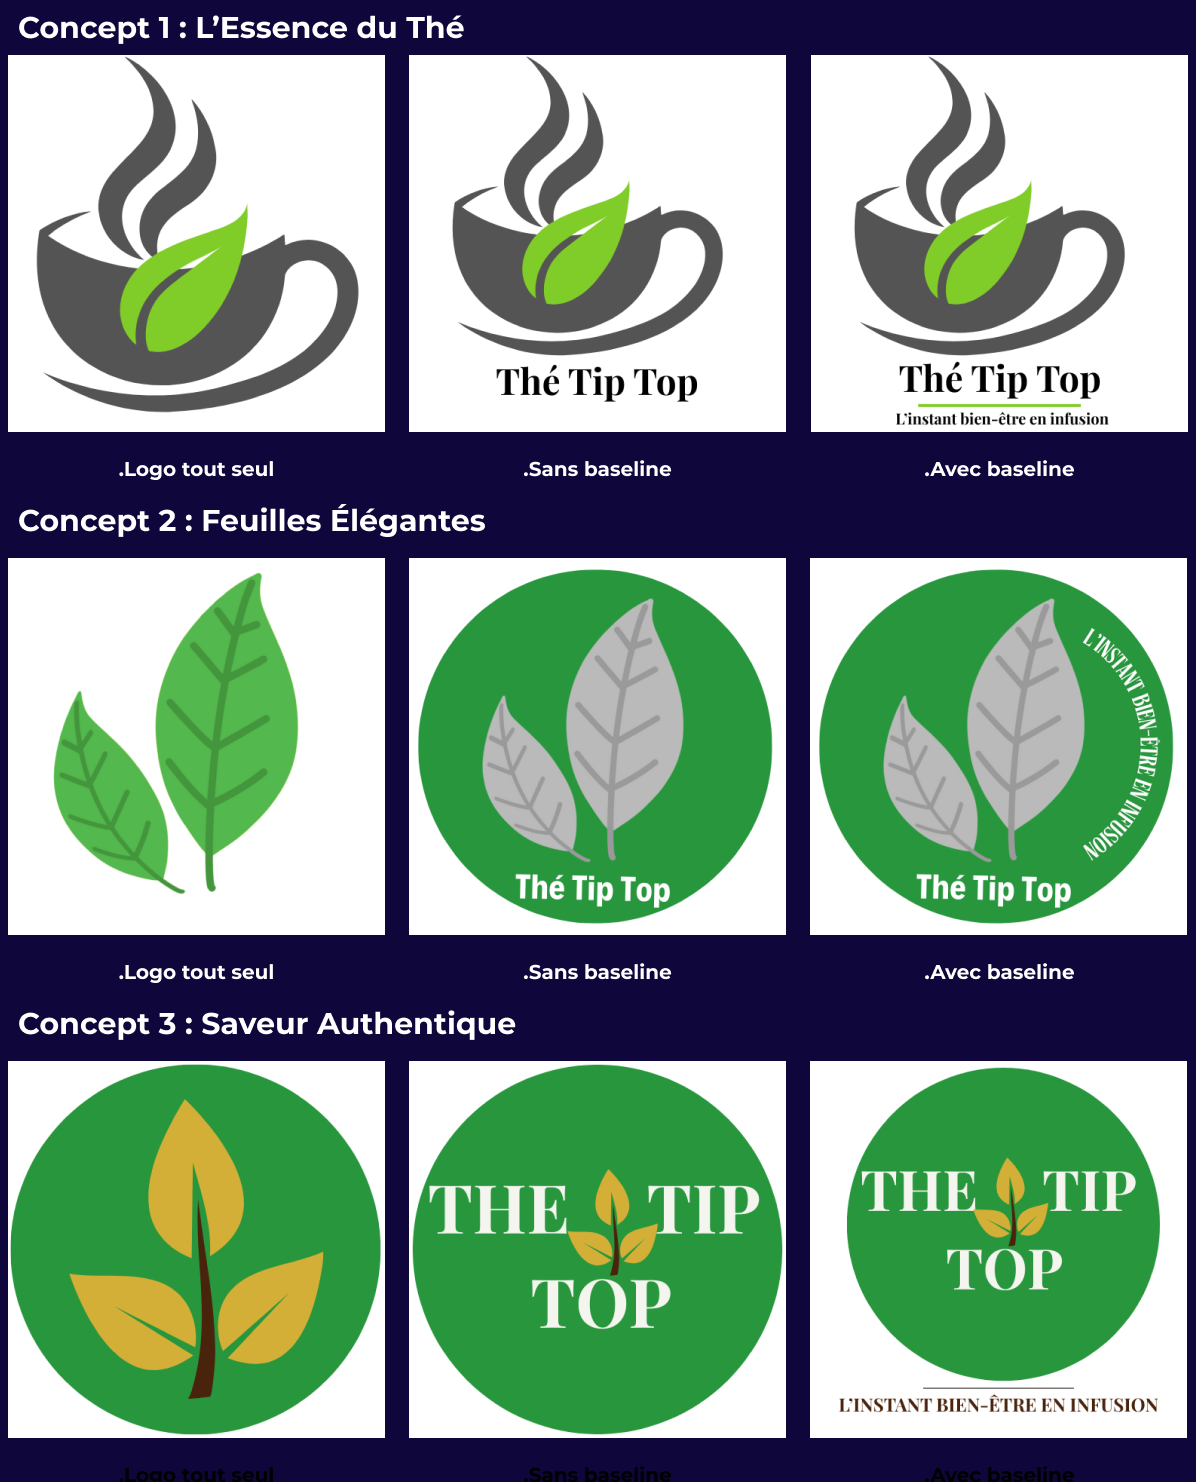 Concept 1 : L’Essence du Thé
Thé Tip Top
Thé Tip Top
L'instant bien-être en infusion
.Logo tout seul
.Sans baseline
.Avec baseline
Concept 2 : Feuilles Élégantes
Thé Tip Top
L'INSTANT BIEN-ÊTRE EN INFUSION
Thé Tip Top
.Logo tout seul
.Sans baseline
.Avec baseline
Concept 3 : Saveur Authentique
THE TIP
TOP
THE TIP
TOP
L'INSTANT BIEN-ÊTRE EN INFUSION
.Logo tout seul
.Sans baseline
.Avec baseline